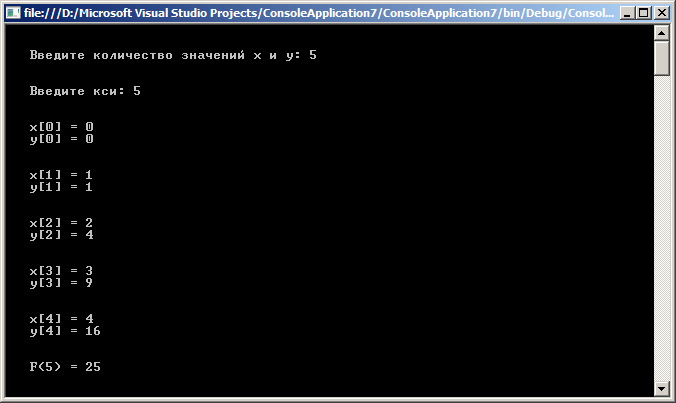 file:///D:/Microsoft Visual Studio Projects/ConsoleApplication7/ConsoleApplication7/bin/Debug/Consol...
Введите количество значений x и y: 5
Введите кси: 5
x[0] = 0
y[0] = 0
x[1] = 1
y[1] = 1
x[2] = 2
y[2] = 4
x[3] = 3
y[3] = 9
x[4] = 4
y[4] = 16
F(5) = 25